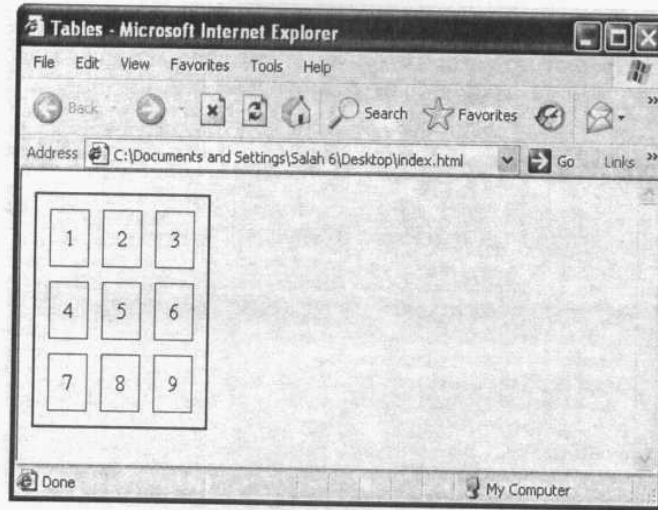 Tables - Microsoft Internet Explorer
File Edit View Favorites Tools Help
Back Search Favorites »
Address C:\Documents and Settings\Salah 6\Desktop\index.html Go Links »
1 2 3
4 5 6
7 8 9
Done My Computer